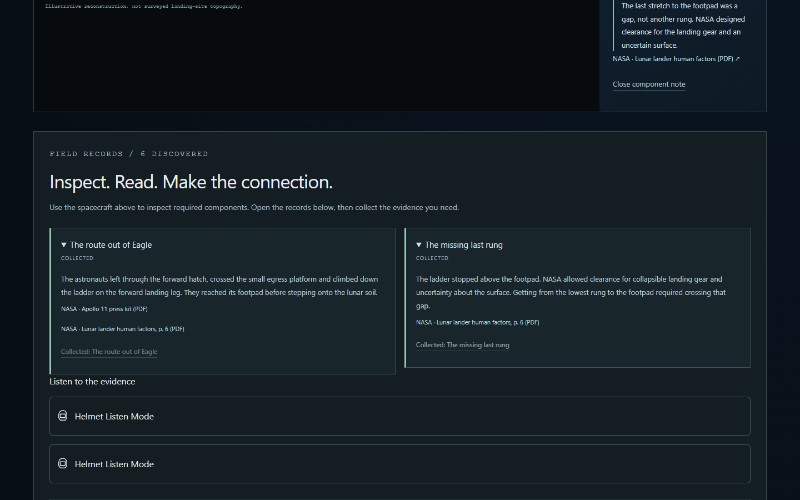 Illustrative reconstruction, not surveyed landing-site topography.
The last stretch to the footpad was a
gap, not another rung. NASA designed
clearance for the landing gear and an
uncertain surface.
NASA · Lunar lander human factors (PDF) ↗
Close component note
FIELD RECORDS / 6 DISCOVERED
Inspect. Read. Make the connection.
Use the spacecraft above to inspect required components. Open the records below, then collect the evidence you need.
▼ The route out of Eagle
COLLECTED
The astronauts left through the forward hatch, crossed the small egress platform and climbed down
the ladder on the forward landing leg. They reached its footpad before stepping onto the lunar soil.
NASA · Apollo 11 press kit (PDF)
NASA · Lunar lander human factors, p. 6 (PDF)
Collected: The route out of Eagle
▼ The missing last rung
COLLECTED
The ladder stopped above the footpad. NASA allowed clearance for collapsible landing gear and
uncertainty about the surface. Getting from the lowest rung to the footpad required crossing that
gap.
NASA · Lunar lander human factors, p. 6 (PDF)
Collected: The missing last rung
Listen to the evidence
Helmet Listen Mode
Helmet Listen Mode